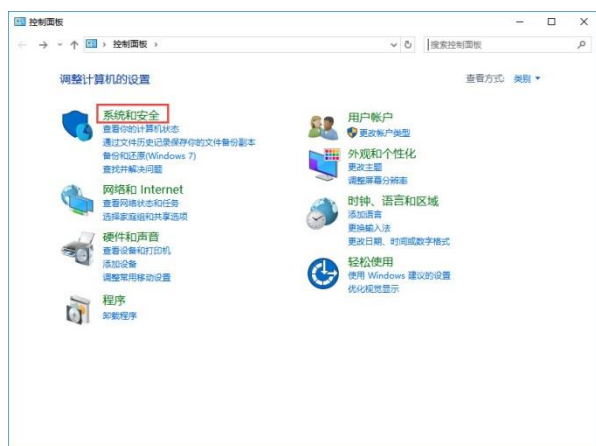 控制面板
控制面板
搜索控制面板
调整计算机的设置
查看方式: 类别
系统和安全
查看你的计算机状态
通过文件历史记录保存你的文件备份副本
备份和还原(Windows 7)
查找并解决问题
网络和 Internet
查看网络状态和任务
选择家庭组和共享选项
硬件和声音
查看设备和打印机
添加设备
调整常用移动设置
程序
卸载程序
用户帐户
更改帐户类型
外观和个性化
更改主题
调整屏幕分辨率
时钟、语言和区域
添加语言
更换输入法
更改日期、时间或数字格式
轻松使用
使用 Windows 建议的设置
优化视觉显示